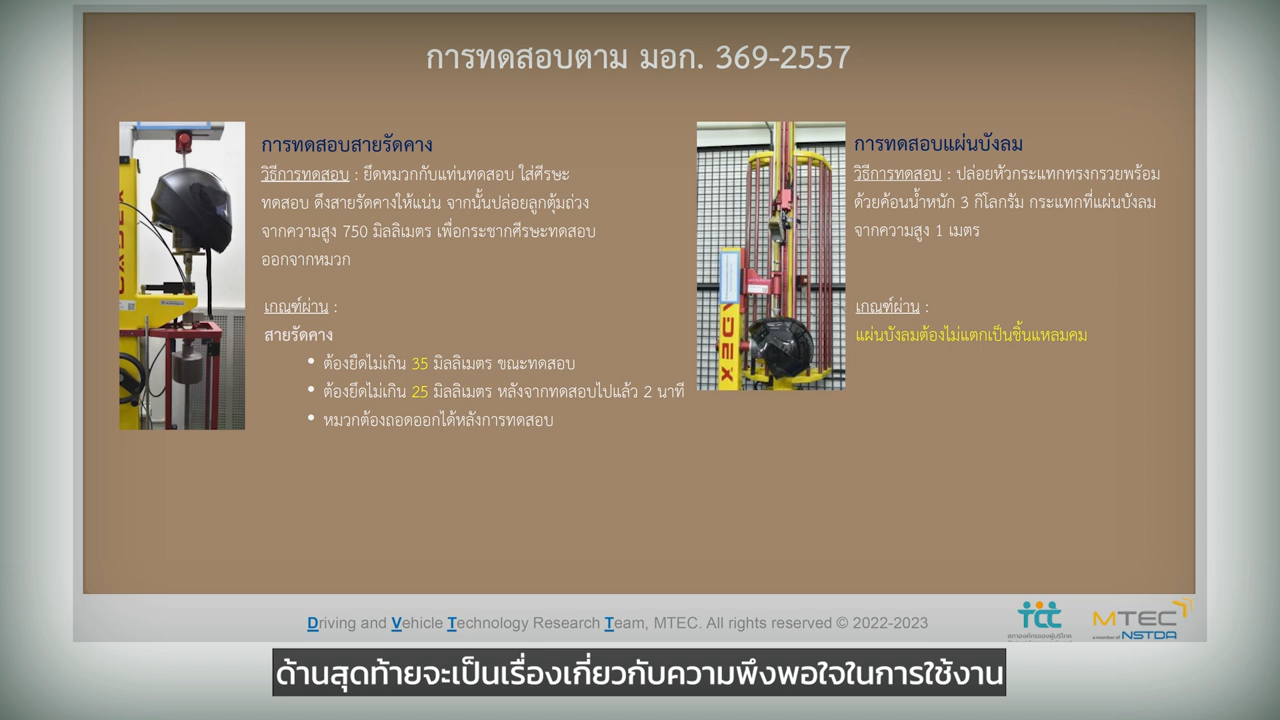 การทดสอบตาม มอก. 369-2557
การทดสอบสายรัดคาง
วิธีการทดสอบ : ยึดหมวกกับแท่นทดสอบ ใส่ศีรษะ
ทดสอบ ดึงสายรัดคางให้แน่น จากนั้นปล่อยลูกตุ้มถ่วง
จากความสูง 750 มิลลิเมตร เพื่อกระชากศีรษะทดสอบ
ออกจากหมวก
เกณฑ์ผ่าน :
สายรัดคาง
• ต้องยืดไม่เกิน 35 มิลลิเมตร ขณะทดสอบ
• ต้องยืดไม่เกิน 25 มิลลิเมตร หลังจากทดสอบไปแล้ว 2 นาที
• หมวกต้องถอดออกได้หลังการทดสอบ
การทดสอบแผ่นบังลม
วิธีการทดสอบ : ปล่อยหัวกระแทกทรงกรวยพร้อม
ด้วยค้อนน้ำหนัก 3 กิโลกรัม กระแทกที่แผ่นบังลม
จากความสูง 1 เมตร
เกณฑ์ผ่าน :
แผ่นบังลมต้องไม่แตกเป็นชิ้นแหลมคม
Driving and Vehicle Technology Research Team, MTEC. All rights reserved © 2022-2023
tcc
สภาองค์กรของผู้บริโภค
MTEC
a member of NSTDA
ด้านสุดท้ายจะเป็นเรื่องเกี่ยวกับความพึงพอใจในการใช้งาน